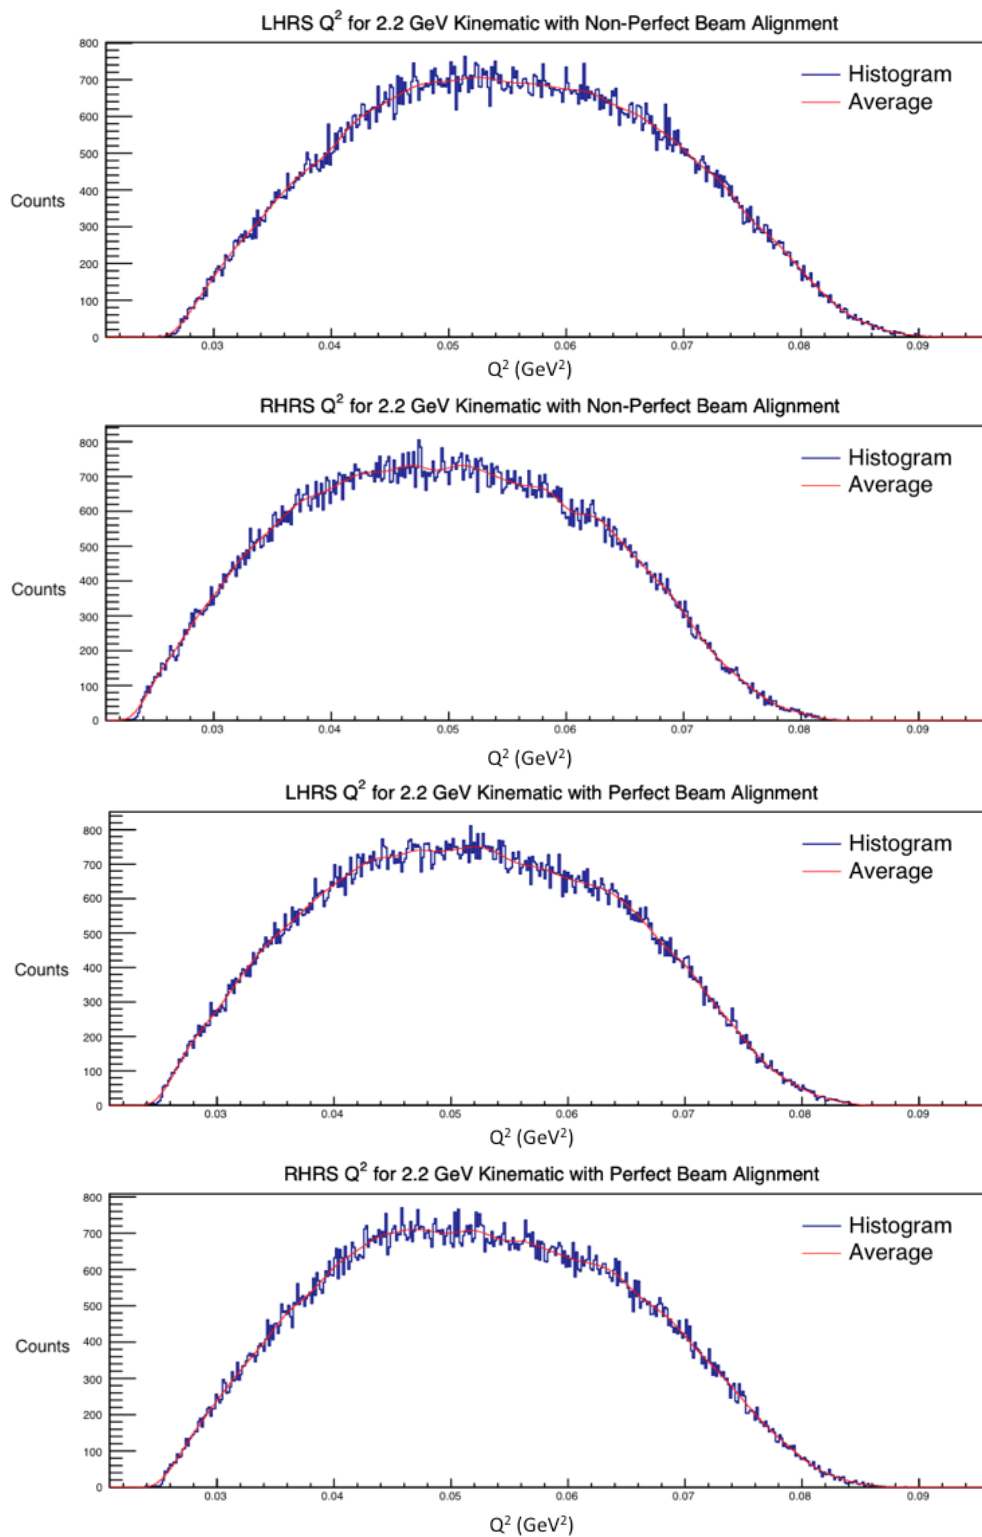 LHRS Q² for 2.2 GeV Kinematic with Non-Perfect Beam Alignment
800
700
600
500
400
300
200
100
0
Counts
Histogram
Average
0.03 0.04 0.05 0.06 0.07 0.08 0.09
Q² (GeV²)
RHRS Q² for 2.2 GeV Kinematic with Non-Perfect Beam Alignment
800
700
600
500
400
300
200
100
0
Counts
Histogram
Average
0.03 0.04 0.05 0.06 0.07 0.08 0.09
Q² (GeV²)
LHRS Q² for 2.2 GeV Kinematic with Perfect Beam Alignment
800
700
600
500
400
300
200
100
0
Counts
Histogram
Average
0.03 0.04 0.05 0.06 0.07 0.08 0.09
Q² (GeV²)
RHRS Q² for 2.2 GeV Kinematic with Perfect Beam Alignment
800
700
600
500
400
300
200
100
0
Counts
Histogram
Average
0.03 0.04 0.05 0.06 0.07 0.08 0.09
Q² (GeV²)